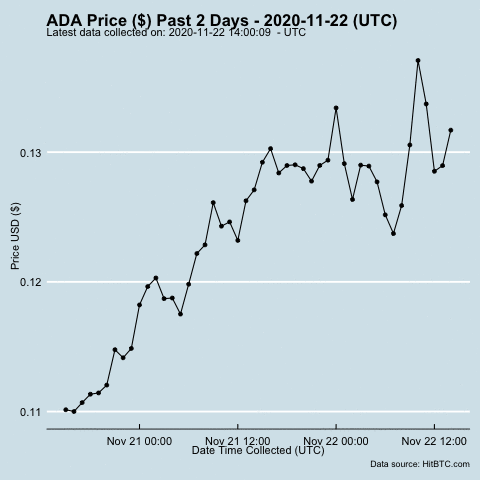 ADA Price ($) Past 2 Days - 2020-11-22 (UTC)
Latest data collected on: 2020-11-22 14:00:09 - UTC
Price USD ($)
0.13
0.12
0.11
Nov 21 00:00 Nov 21 12:00 Nov 22 00:00 Nov 22 12:00
Date Time Collected (UTC)
Data source: HitBTC.com